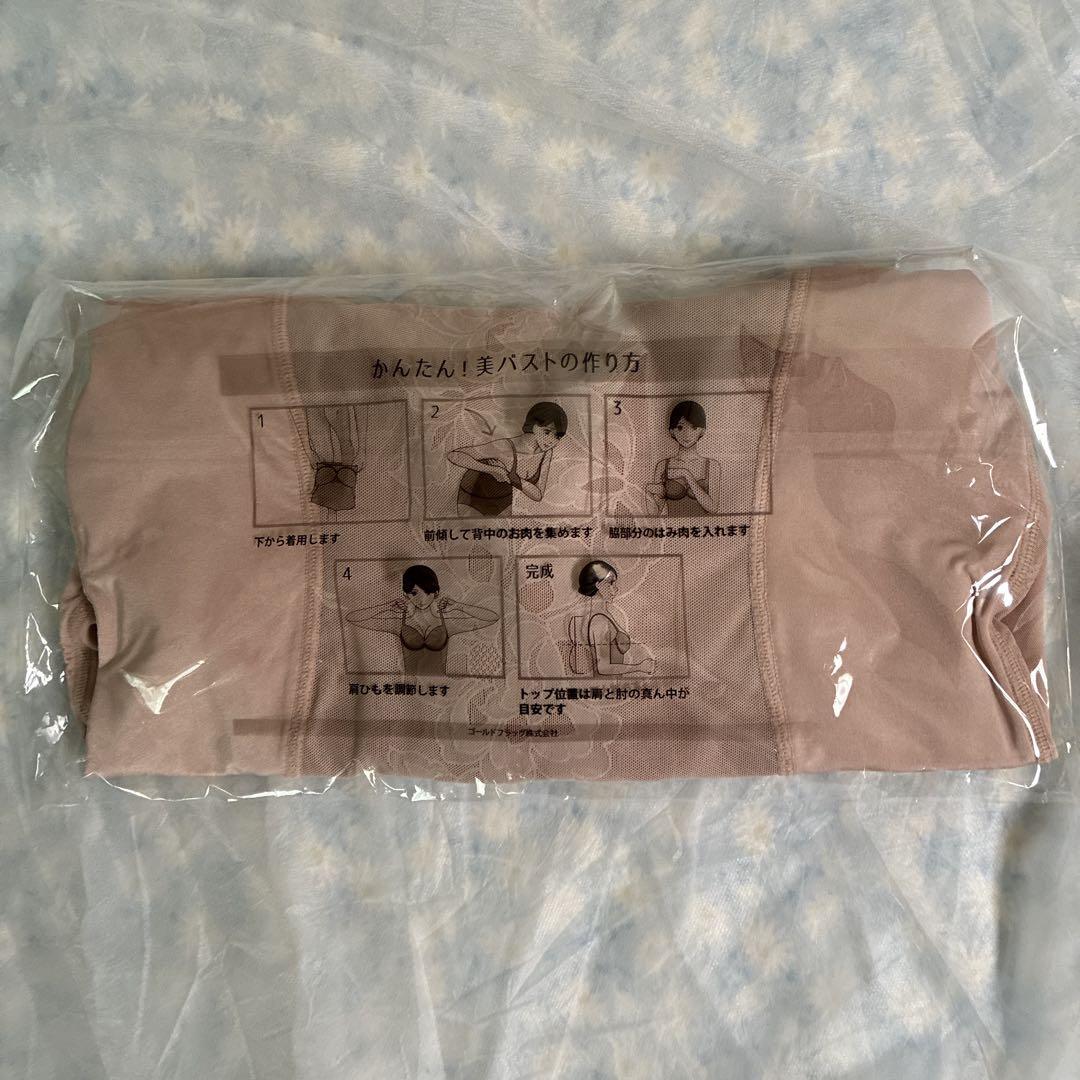 かんたん！美バストの作り方
1
2
3
下から着用します
前傾して背中のお肉を集めます
脇部分のはみ肉を入れます
4
完成
肩ひもを調節します
トップ位置は肩と肘の真ん中が
目安です
ゴールドフラッグ株式会社